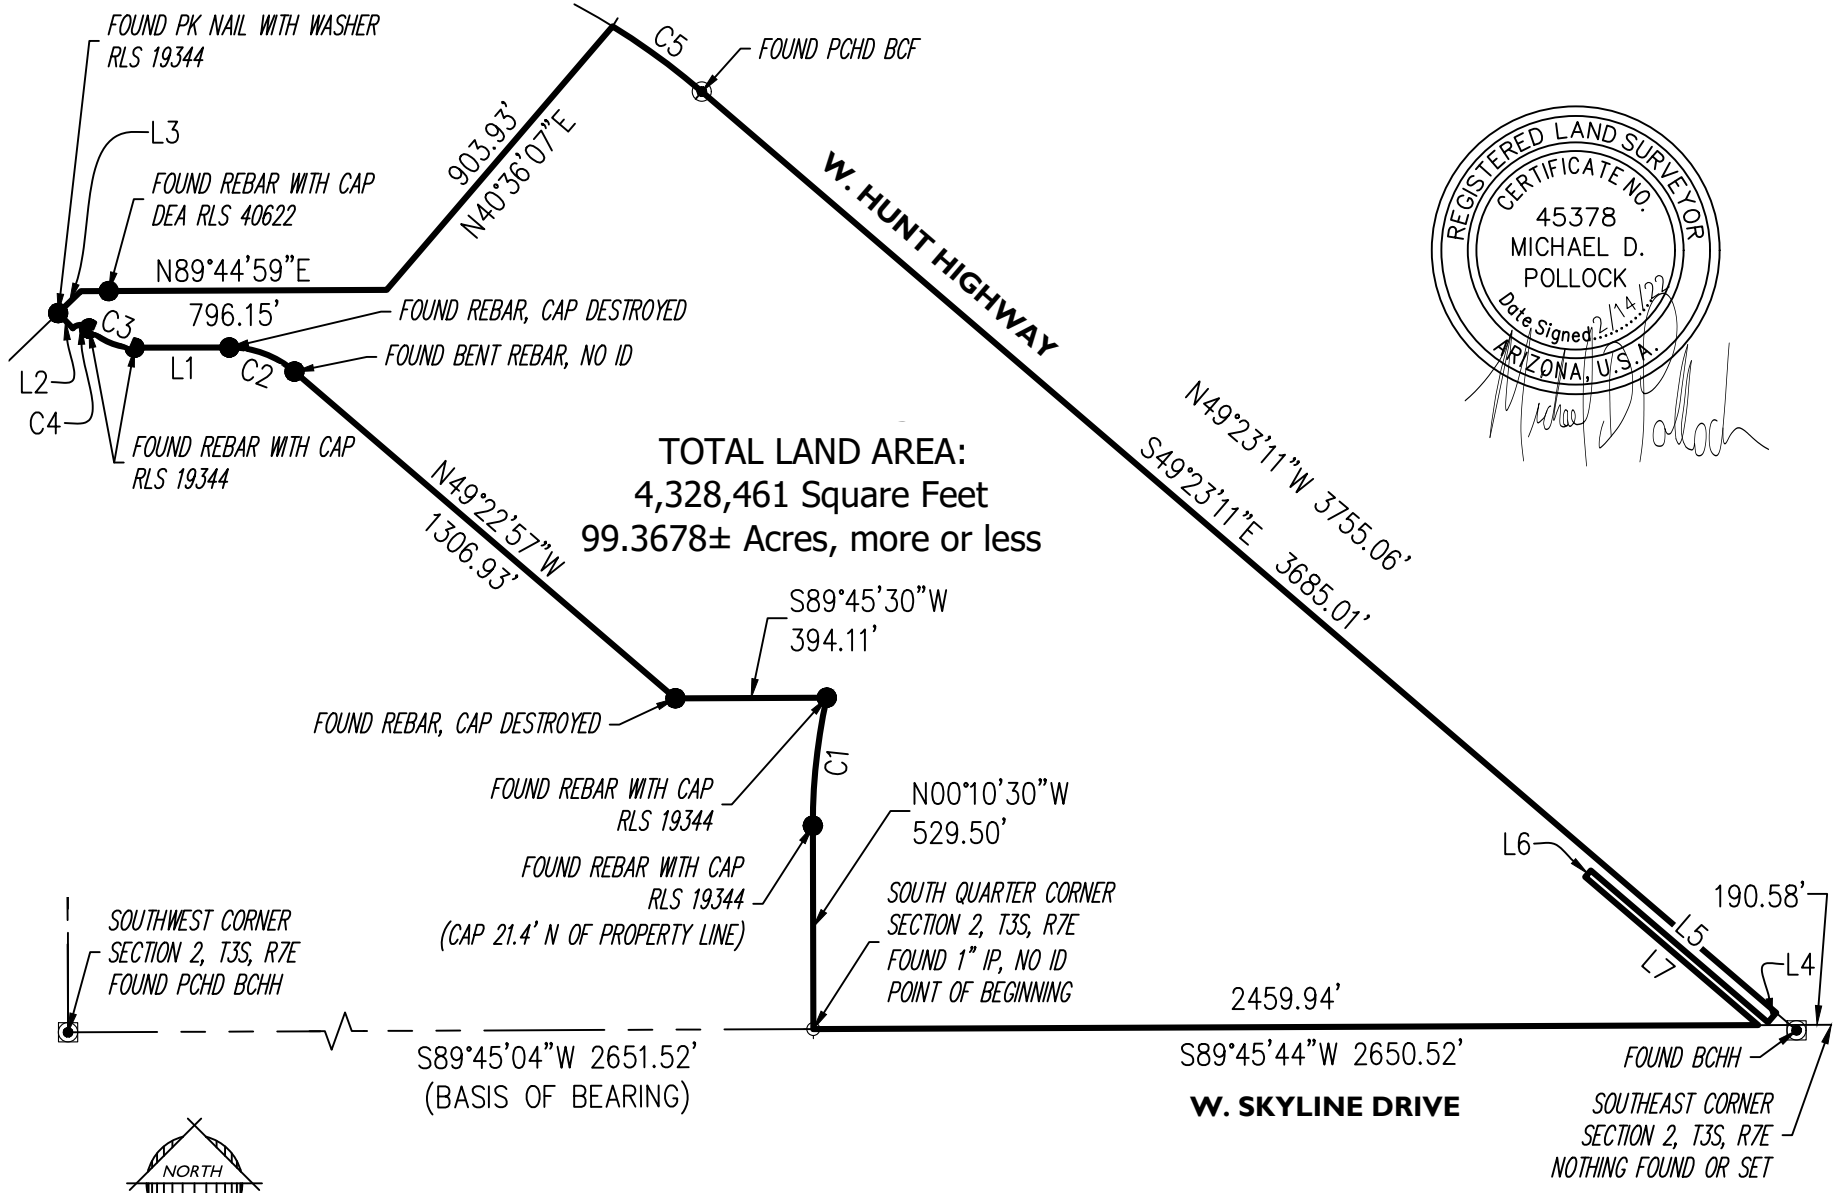 FOUND PK NAIL WITH WASHER
RLS 19344
C5
FOUND PCHD BCF
L3
903.93'
N40°36'07"E
FOUND REBAR WITH CAP
DEA RLS 40622
W. HUNT HIGHWAY
REGISTERED LAND SURVEYOR
CERTIFICATE NO.
45378
MICHAEL D.
POLLOCK
Date Signed..........
12/14/22
ARIZONA, U.S.A.
Michael D Pollock
N89°44'59"E
796.15'
FOUND REBAR, CAP DESTROYED
C3
L1
C2
FOUND BENT REBAR, NO ID
L2
C4
FOUND REBAR WITH CAP
RLS 19344
N49°22'57"W
1306.93'
TOTAL LAND AREA:
4,328,461 Square Feet
99.3678± Acres, more or less
N49°23'11"W 3755.06'
S49°23'11"E 3685.01'
S89°45'30"W
394.11'
FOUND REBAR, CAP DESTROYED
C1
FOUND REBAR WITH CAP
RLS 19344
N00°10'30"W
529.50'
FOUND REBAR WITH CAP
RLS 19344
(CAP 21.4' N OF PROPERTY LINE)
L6
190.58'
L5
L7
L4
SOUTHWEST CORNER
SECTION 2, T3S, R7E
FOUND PCHD BCHH
SOUTH QUARTER CORNER
SECTION 2, T3S, R7E
FOUND 1" IP, NO ID
POINT OF BEGINNING
2459.94'
S89°45'04"W 2651.52'
(BASIS OF BEARING)
S89°45'44"W 2650.52'
W. SKYLINE DRIVE
FOUND BCHH
SOUTHEAST CORNER
SECTION 2, T3S, R7E
NOTHING FOUND OR SET
NORTH